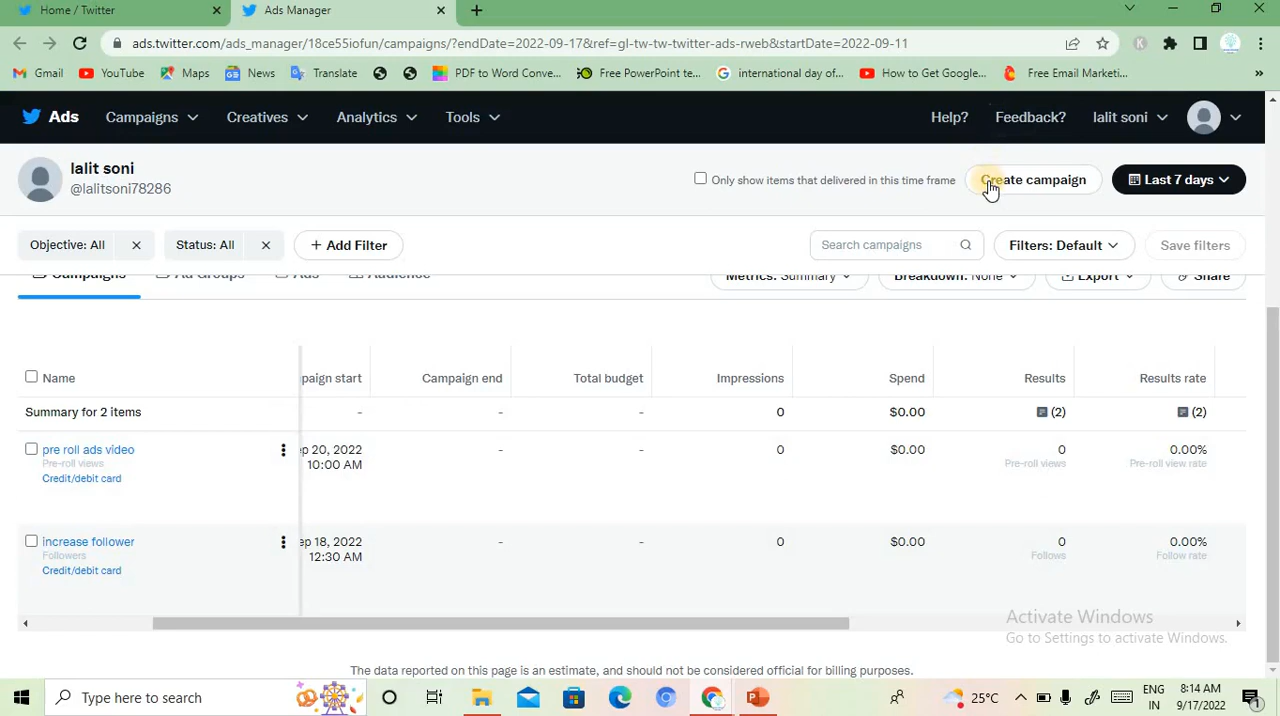 Home / Twitter
Ads Manager
ads.twitter.com/ads_manager/18ce55iofun/campaigns/?endDate=2022-09-17&ref=gl-tw-tw-twitter-ads-rweb&startDate=2022-09-11
Gmail YouTube Maps News Translate PDF to Word Conve... Free PowerPoint te... international day of... How to Get Google... Free Email Marketi... »
Ads Campaigns Creatives Analytics Tools Help? Feedback? lalit soni
lalit soni
@lalitsoni78286
Only show items that delivered in this time frame Create campaign Last 7 days
Objective: All Status: All + Add Filter Search campaigns Filters: Default Save filters
Campaigns Ad Groups Ads Audience Metrics: Summary Breakdown: None Export Share
Name paign start Campaign end Total budget Impressions Spend Results Results rate
Summary for 2 items - - - 0 $0.00 (2) (2)
pre roll ads video ep 20, 2022 - - 0 $0.00 0 0.00%
Pre-roll views 10:00 AM Pre-roll views Pre-roll view rate
Credit/debit card
increase follower ep 18, 2022 - - 0 $0.00 0 0.00%
Followers 12:30 AM Follows Follow rate
Credit/debit card
Activate Windows
Go to Settings to activate Windows.
The data reported on this page is an estimate, and should not be considered official for billing purposes.
Type here to search
25°C
ENG
IN
8:14 AM
9/17/2022
1